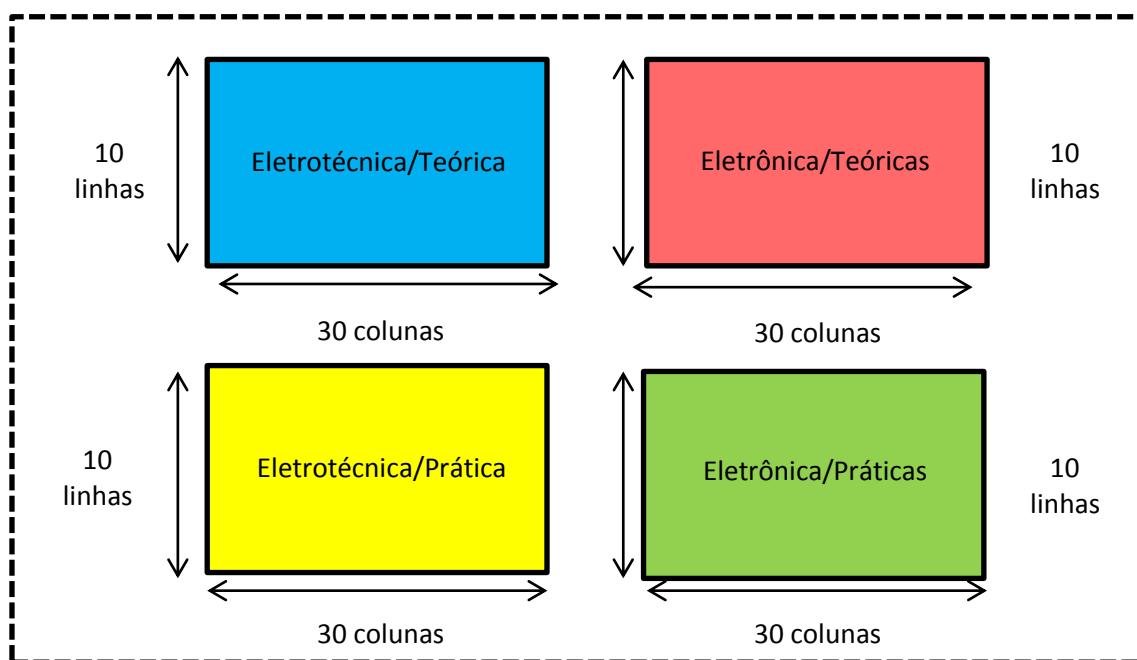 Eletrotécnica/Teórica
Eletrônica/Teóricas
10
linhas
10
linhas
30 colunas
30 colunas
Eletrotécnica/Prática
Eletrônica/Práticas
10
linhas
10
linhas
30 colunas
30 colunas